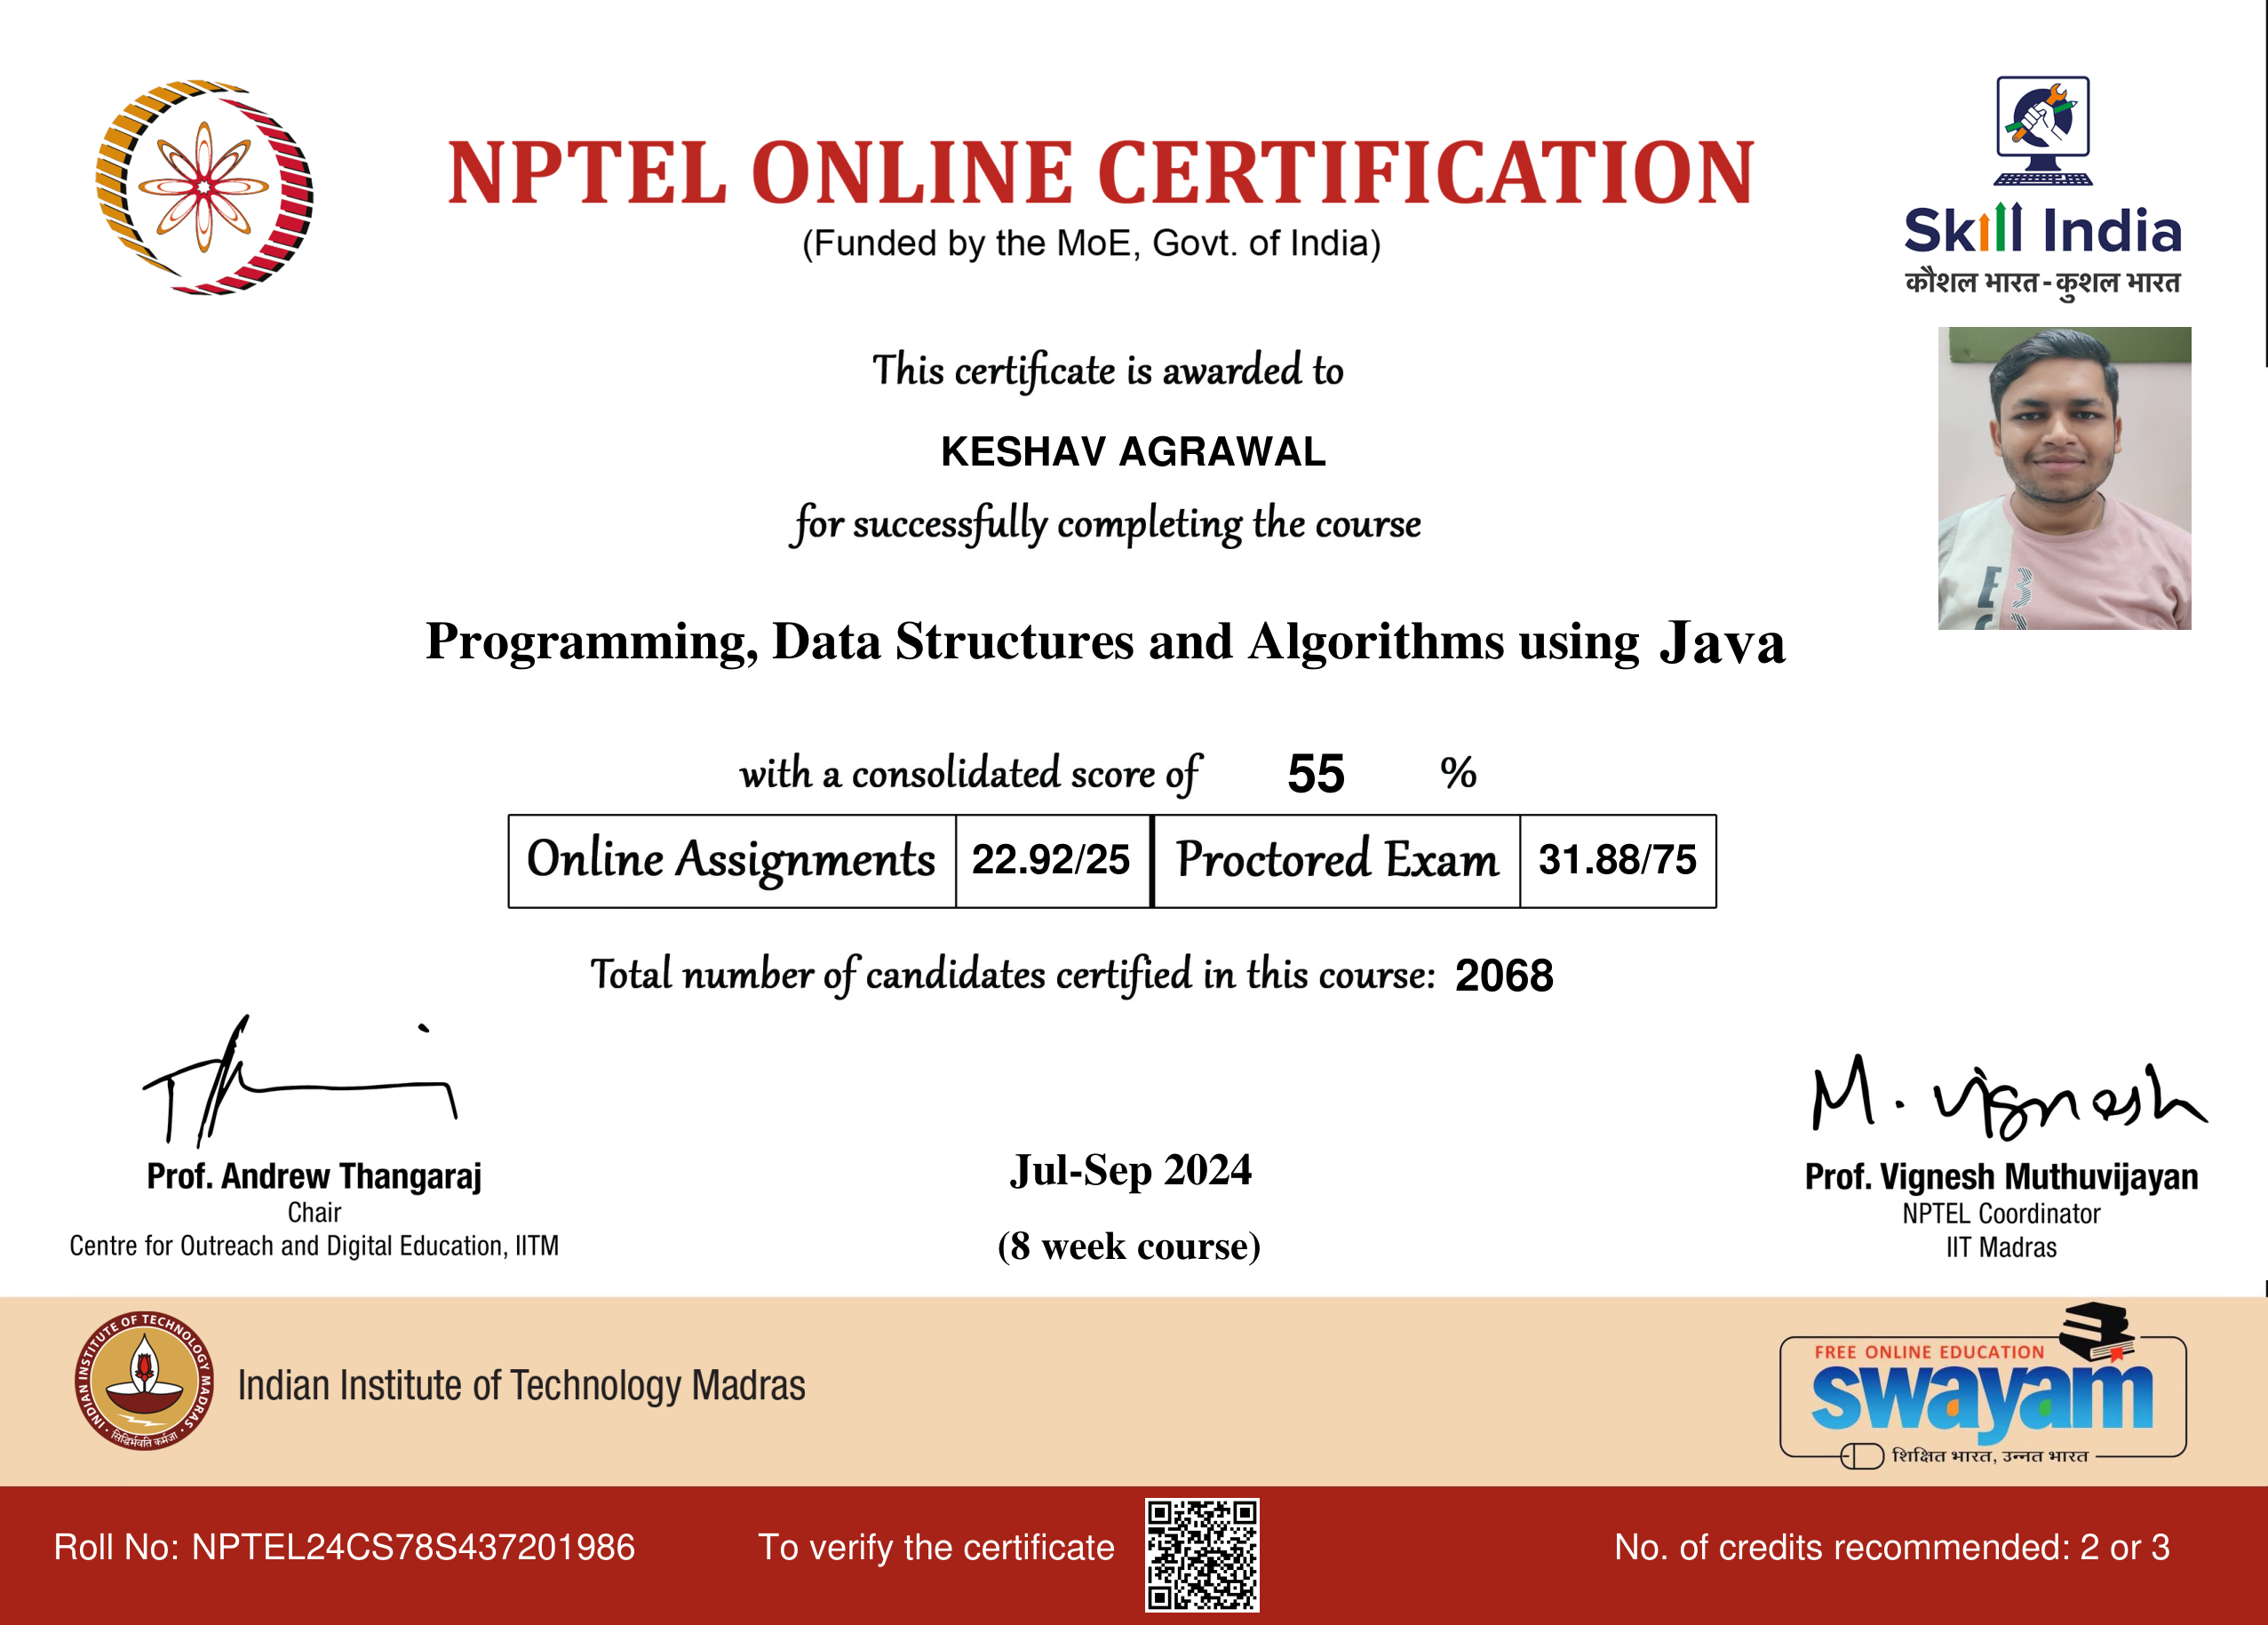 NPTEL ONLINE CERTIFICATION
(Funded by the MoE, Govt. of India)
Skill India
कौशल भारत - कुशल भारत
This certificate is awarded to
KESHAV AGRAWAL
for successfully completing the course
Programming, Data Structures and Algorithms using Java
with a consolidated score of 55 %
Online Assignments 22.92/25 Proctored Exam 31.88/75
Total number of candidates certified in this course: 2068
M. Vignesh
Prof. Andrew Thangaraj
Chair
Centre for Outreach and Digital Education, IITM
Jul-Sep 2024
(8 week course)
Prof. Vignesh Muthuvijayan
NPTEL Coordinator
IIT Madras
INDIAN INSTITUTE OF TECHNOLOGY MADRAS
सिद्धिर्भवति कर्मजा
Indian Institute of Technology Madras
FREE ONLINE EDUCATION
swayam
शिक्षित भारत, उन्नत भारत
Roll No: NPTEL24CS78S437201986
To verify the certificate
No. of credits recommended: 2 or 3